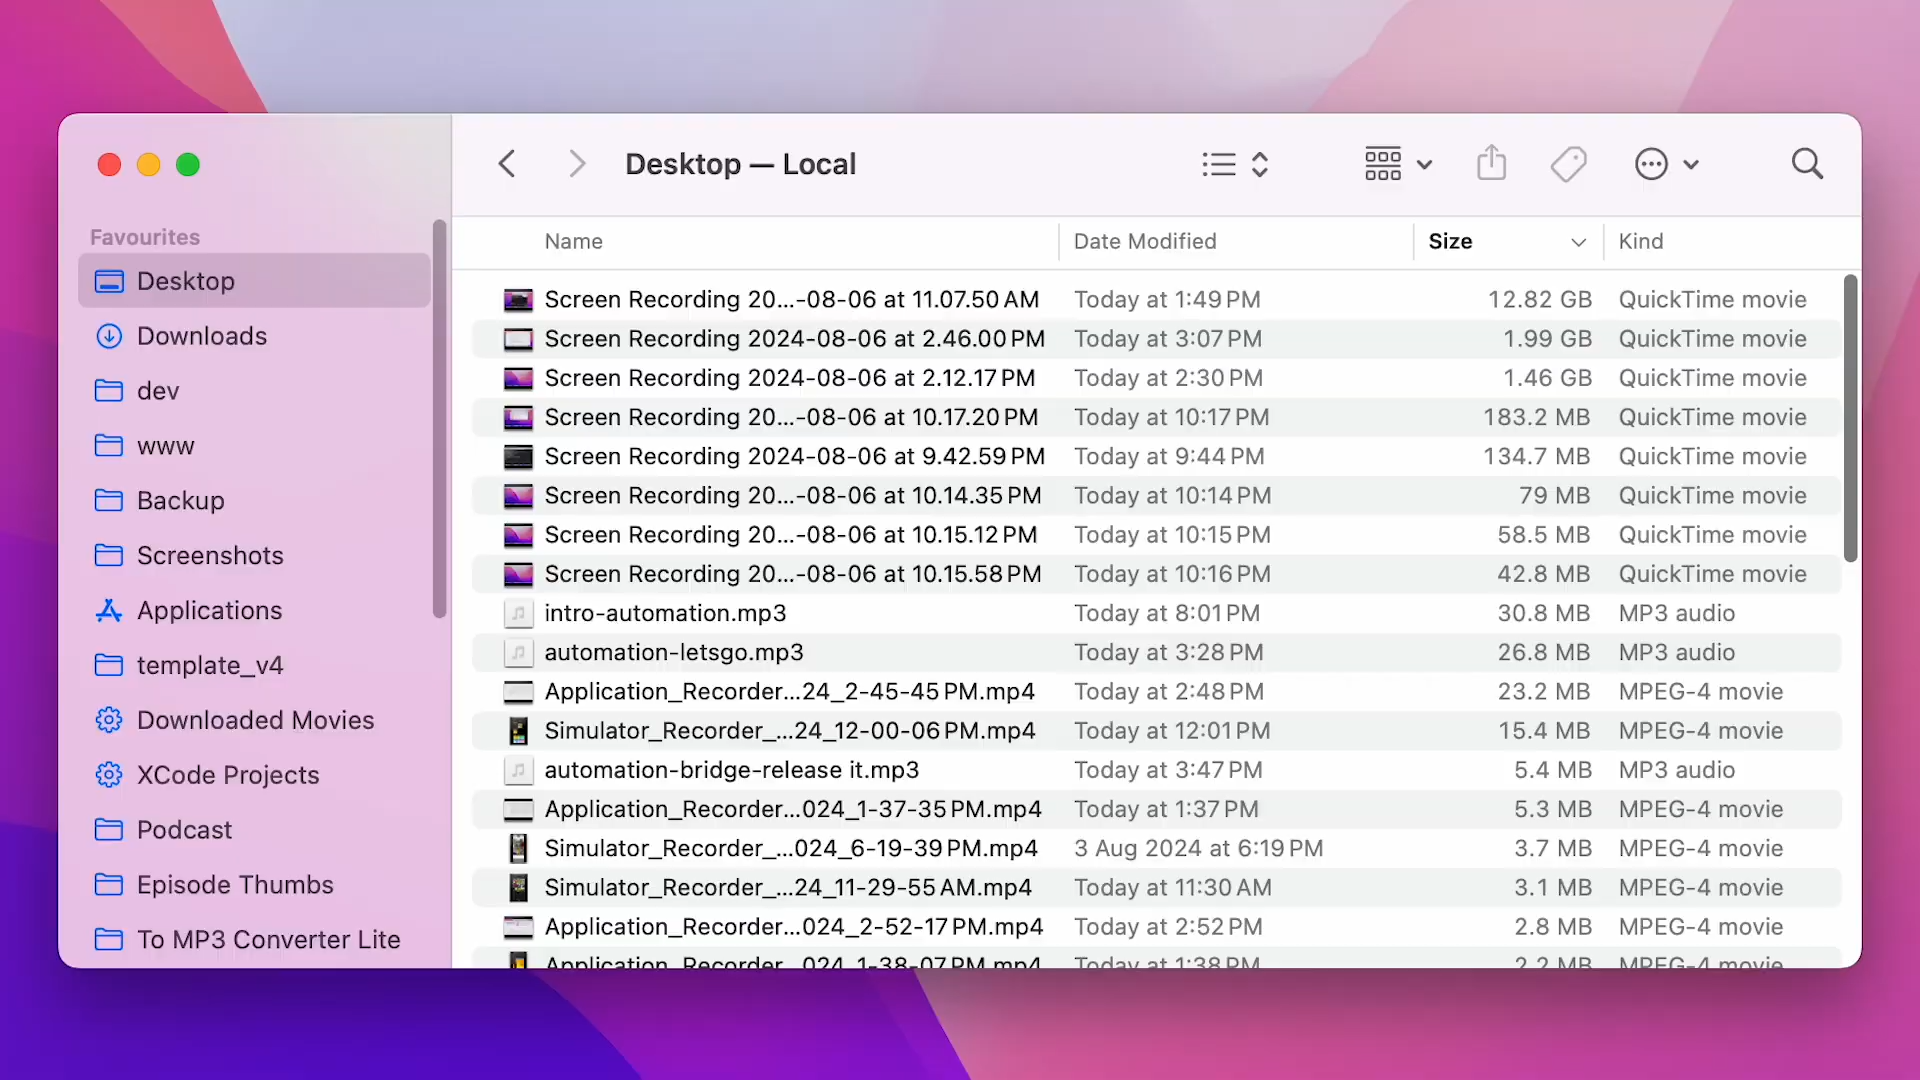 Desktop — Local
Favourites
Desktop
Downloads
dev
www
Backup
Screenshots
Applications
template_v4
Downloaded Movies
XCode Projects
Podcast
Episode Thumbs
To MP3 Converter Lite
Name Date Modified Size Kind
Screen Recording 20...-08-06 at 11.07.50 AM Today at 1:49 PM 12.82 GB QuickTime movie
Screen Recording 2024-08-06 at 2.46.00 PM Today at 3:07 PM 1.99 GB QuickTime movie
Screen Recording 2024-08-06 at 2.12.17 PM Today at 2:30 PM 1.46 GB QuickTime movie
Screen Recording 20...-08-06 at 10.17.20 PM Today at 10:17 PM 183.2 MB QuickTime movie
Screen Recording 2024-08-06 at 9.42.59 PM Today at 9:44 PM 134.7 MB QuickTime movie
Screen Recording 20...-08-06 at 10.14.35 PM Today at 10:14 PM 79 MB QuickTime movie
Screen Recording 20...-08-06 at 10.15.12 PM Today at 10:15 PM 58.5 MB QuickTime movie
Screen Recording 20...-08-06 at 10.15.58 PM Today at 10:16 PM 42.8 MB QuickTime movie
intro-automation.mp3 Today at 8:01 PM 30.8 MB MP3 audio
automation-letsgo.mp3 Today at 3:28 PM 26.8 MB MP3 audio
Application_Recorder...24_2-45-45 PM.mp4 Today at 2:48 PM 23.2 MB MPEG-4 movie
Simulator_Recorder_...24_12-00-06 PM.mp4 Today at 12:01 PM 15.4 MB MPEG-4 movie
automation-bridge-release it.mp3 Today at 3:47 PM 5.4 MB MP3 audio
Application_Recorder...024_1-37-35 PM.mp4 Today at 1:37 PM 5.3 MB MPEG-4 movie
Simulator_Recorder_...024_6-19-39 PM.mp4 3 Aug 2024 at 6:19 PM 3.7 MB MPEG-4 movie
Simulator_Recorder_...24_11-29-55 AM.mp4 Today at 11:30 AM 3.1 MB MPEG-4 movie
Application_Recorder...024_2-52-17 PM.mp4 Today at 2:52 PM 2.8 MB MPEG-4 movie
Application_Recorder...024_1-38-07 PM.mp4 Today at 1:38 PM 2.2 MB MPEG-4 movie